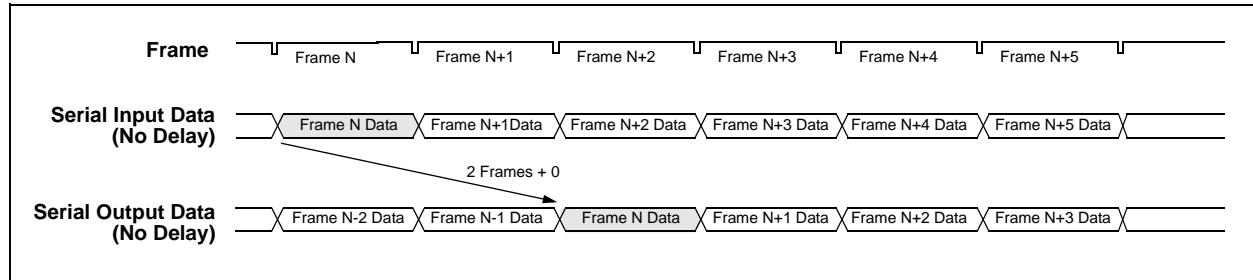 Frame
Frame N
Frame N+1
Frame N+2
Frame N+3
Frame N+4
Frame N+5
Serial Input Data
(No Delay)
Frame N Data
Frame N+1Data
Frame N+2 Data
Frame N+3 Data
Frame N+4 Data
Frame N+5 Data
2 Frames + 0
Serial Output Data
(No Delay)
Frame N-2 Data
Frame N-1 Data
Frame N Data
Frame N+1 Data
Frame N+2 Data
Frame N+3 Data